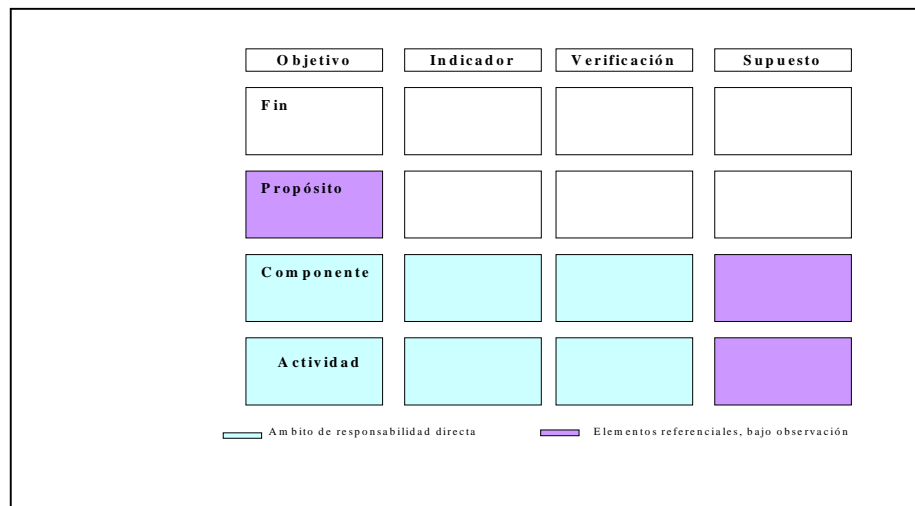 Objetivo Indicador Verificación Supuesto
Fin
Propósito
Componente
Actividad
Ambito de responsabilidad directa Elementos referenciales, bajo observación